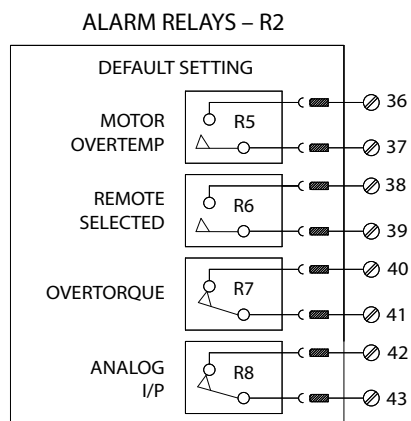 ALARM RELAYS – R2
DEFAULT SETTING
MOTOR
OVERTEMP
R5
36
37
REMOTE
SELECTED
R6
38
39
OVERTORQUE
R7
40
41
ANALOG
I/P
R8
42
43